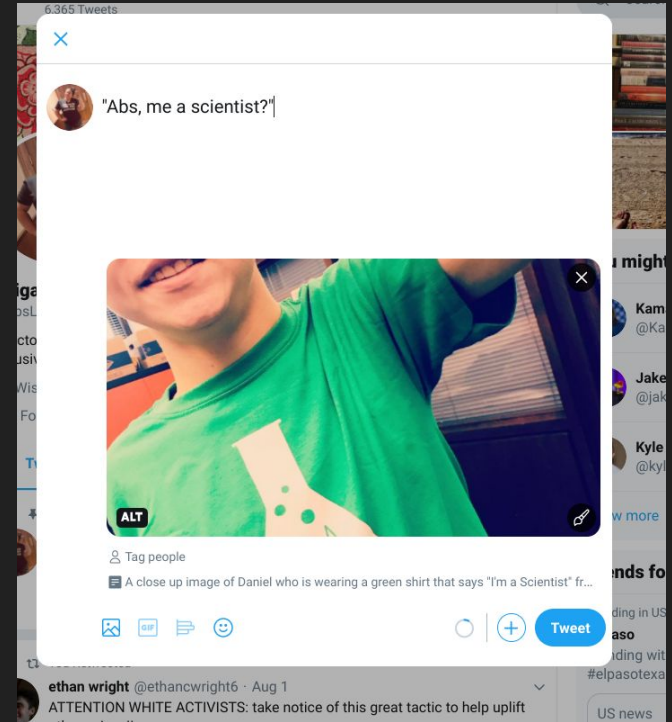 6,365 Tweets
"Abs, me a scientist?"
ALT
Tag people
A close up image of Daniel who is wearing a green shirt that says "I'm a Scientist" fr...
GIF
Tweet
u might
Kam
@Ka
Jake
@jak
Kyle
@kyl
w more
ends fo
ding in US
aso
nding wit
#elpasotexa
US news
ethan wright @ethancwright6 · Aug 1
ATTENTION WHITE ACTIVISTS: take notice of this great tactic to help uplift